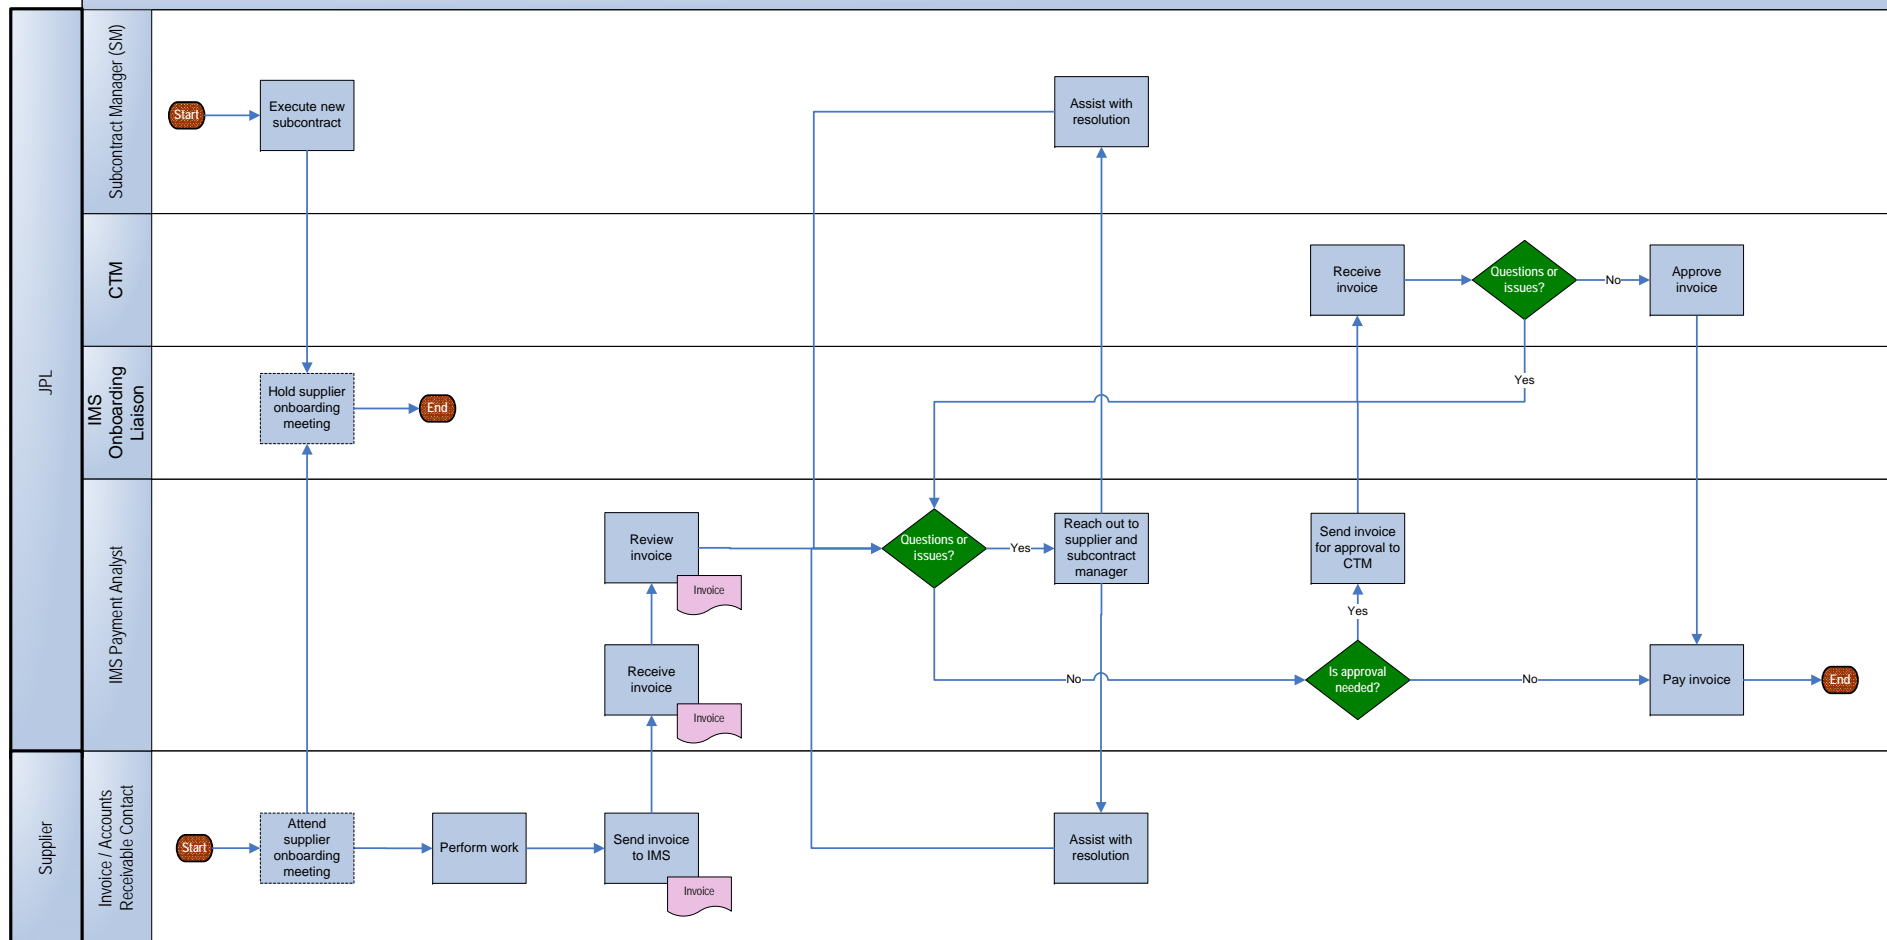 JPL
Supplier
Subcontract Manager (SM)
Start
Execute new
subcontract
Assist with
resolution
CTM
Receive
invoice
Questions or
issues?
No
Approve
invoice
Yes
IMS
Onboarding
Liaison
Hold supplier
onboarding
meeting
End
IMS Payment Analyst
Review
invoice
Invoice
Questions or
issues?
Yes
Reach out to
supplier and
subcontract
manager
Send invoice
for approval to
CTM
Yes
Receive
invoice
Invoice
No
Is approval
needed?
No
Pay invoice
End
Invoice / Accounts
Receivable Contact
Start
Attend
supplier
onboarding
meeting
Perform work
Send invoice
to IMS
Invoice
Assist with
resolution